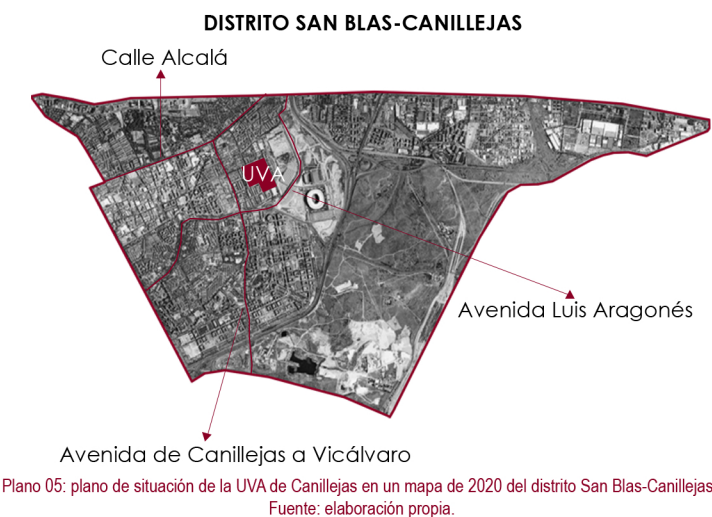 DISTRITO SAN BLAS-CANILLEJAS
Calle Alcalá
UVA
Avenida Luis Aragonés
Avenida de Canillejas a Vicálvaro
Plano 05: plano de situación de la UVA de Canillejas en un mapa de 2020 del distrito San Blas-Canillejas
Fuente: elaboración propia.